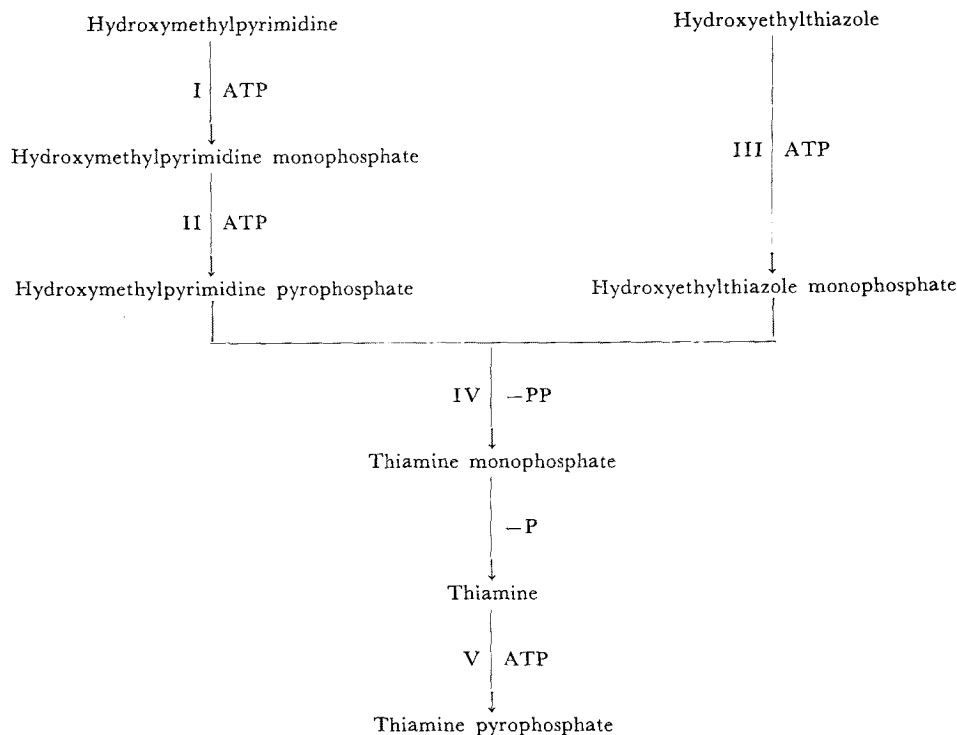 Hydroxymethylpyrimidine
Hydroxyethylthiazole
I ATP
Hydroxymethylpyrimidine monophosphate
III ATP
II ATP
Hydroxymethylpyrimidine pyrophosphate
Hydroxyethylthiazole monophosphate
IV —PP
Thiamine monophosphate
—P
Thiamine
V ATP
Thiamine pyrophosphate